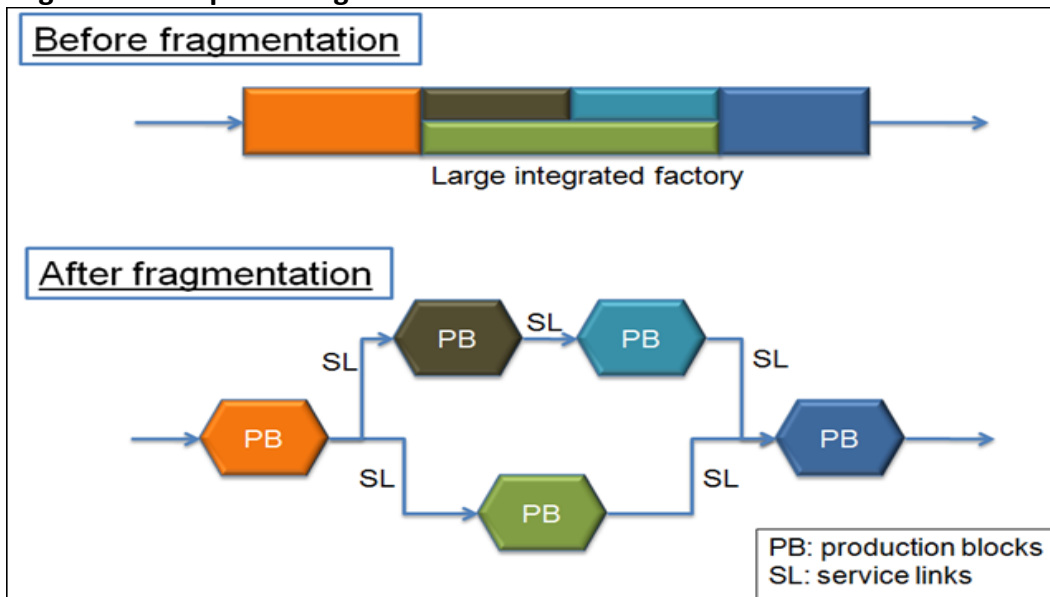 Before fragmentation
Large integrated factory
After fragmentation
PB
SL
PB
SL
SL
PB
PB
SL
PB
SL
PB: production blocks
SL: service links